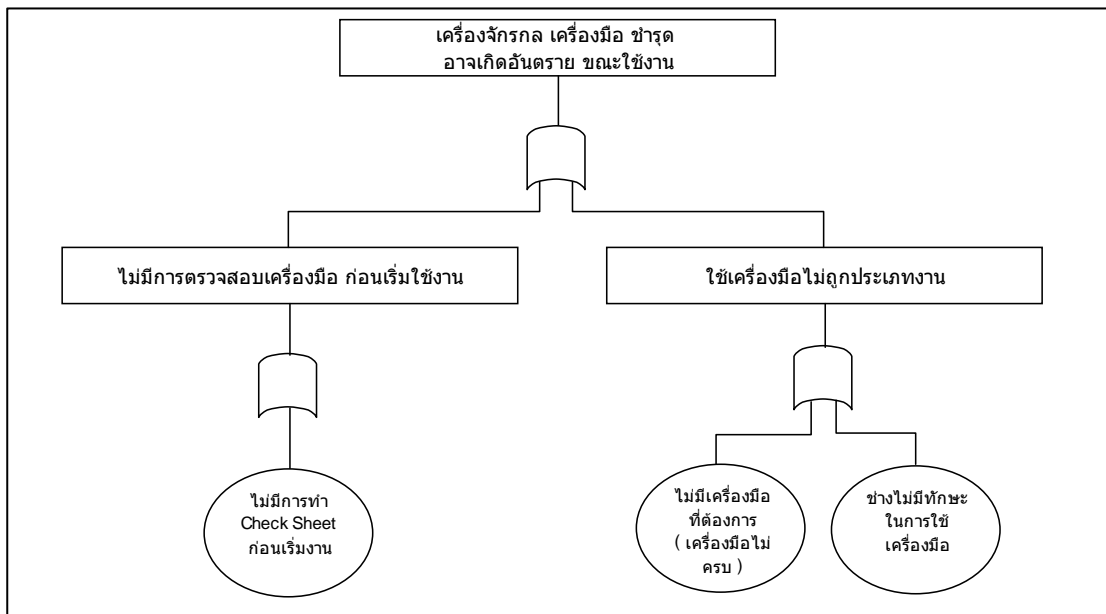 เครื่องจักรกล เครื่องมือ ชำรุด
อาจเกิดอันตราย ขณะใช้งาน
ไม่มีการตรวจสอบเครื่องมือ ก่อนเริ่มใช้งาน
ใช้เครื่องมือไม่ถูกประเภทงาน
ไม่มีการทำ
Check Sheet
ก่อนเริ่มงาน
ไม่มีเครื่องมือ
ที่ต้องการ
( เครื่องมือไม่
ครบ )
ช่างไม่มีทักษะ
ในการใช้
เครื่องมือ